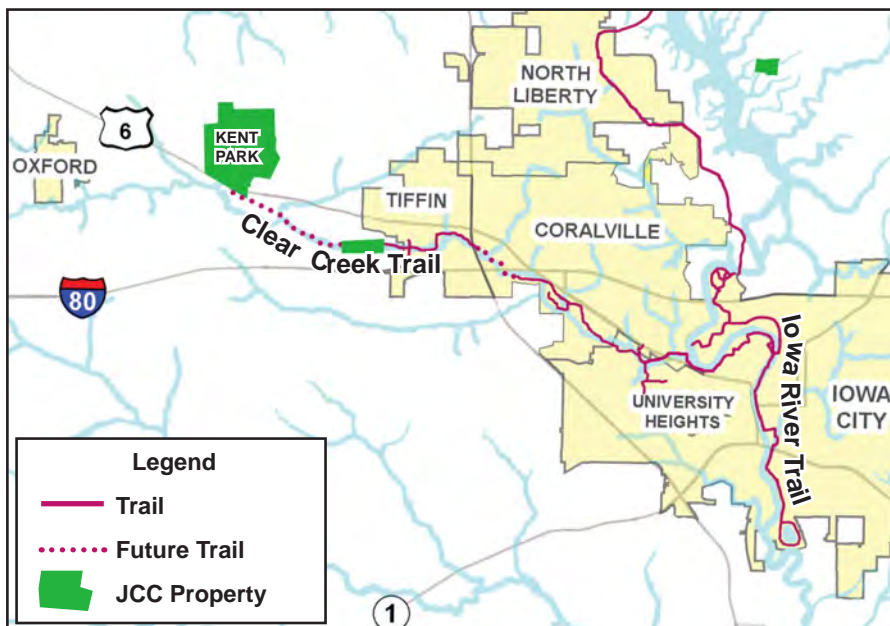 NORTH
LIBERTY
6
KENT
PARK
OXFORD
TIFFIN
CORALVILLE
Clear Creek Trail
80
Iowa River Trail
UNIVERSITY
HEIGHTS
IOWA
CITY
Legend
Trail
Future Trail
JCC Property
1